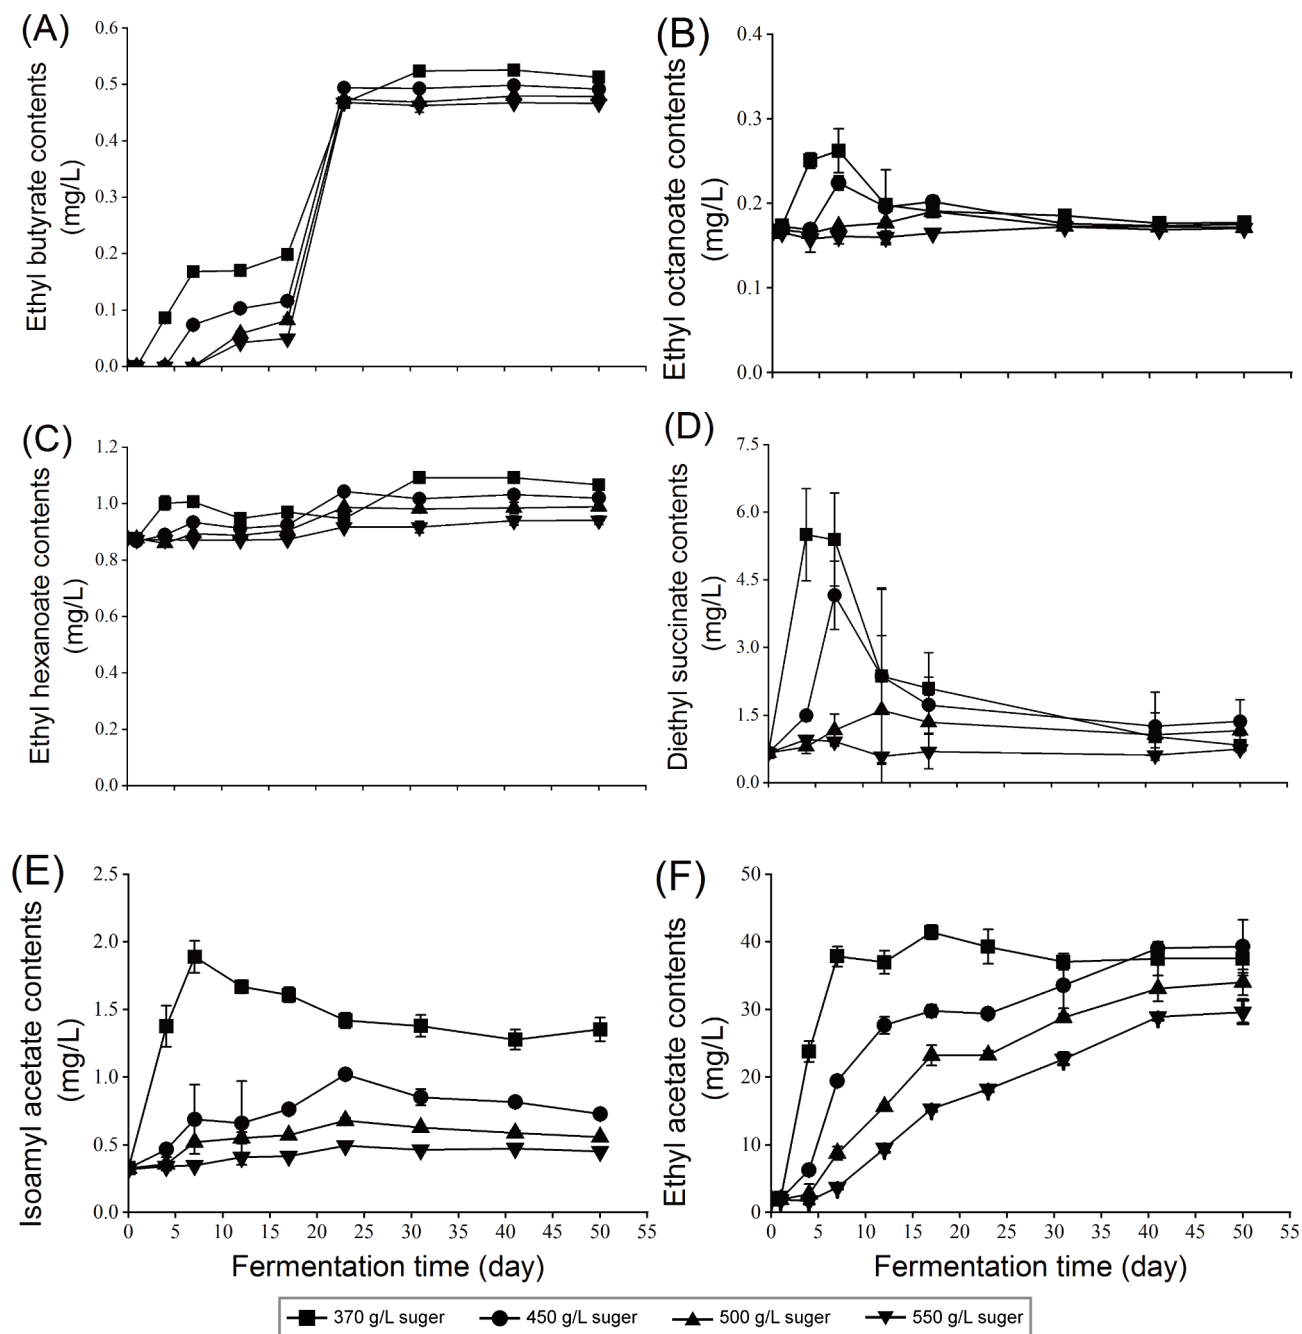 (A)
Ethyl butyrate contents
(mg/L)
0.6
0.5
0.4
0.3
0.2
0.1
0.0
(B)
Ethyl octanoate contents
(mg/L)
0.4
0.3
0.2
0.1
0.0
(C)
Ethyl hexanoate contents
(mg/L)
1.2
1.0
0.8
0.6
0.4
0.2
0.0
(D)
Diethyl succinate contents
(mg/L)
7.5
6.0
4.5
3.0
1.5
0.0
(E)
Isoamyl acetate contents
(mg/L)
2.5
2.0
1.5
1.0
0.5
0.0
0 5 10 15 20 25 30 35 40 45 50 55
Fermentation time (day)
(F)
Ethyl acetate contents
(mg/L)
50
40
30
20
10
0
0 5 10 15 20 25 30 35 40 45 50 55
Fermentation time (day)
370 g/L suger 450 g/L suger 500 g/L suger 550 g/L suger